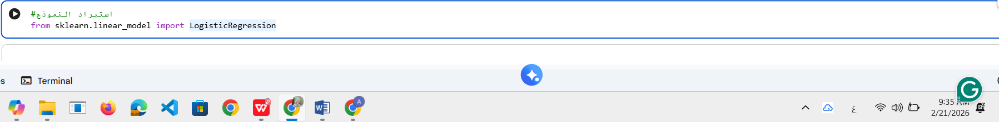 #استيراد النموذج
from sklearn.linear_model import LogisticRegression
Terminal
ع
9:35 AM
2/21/2026